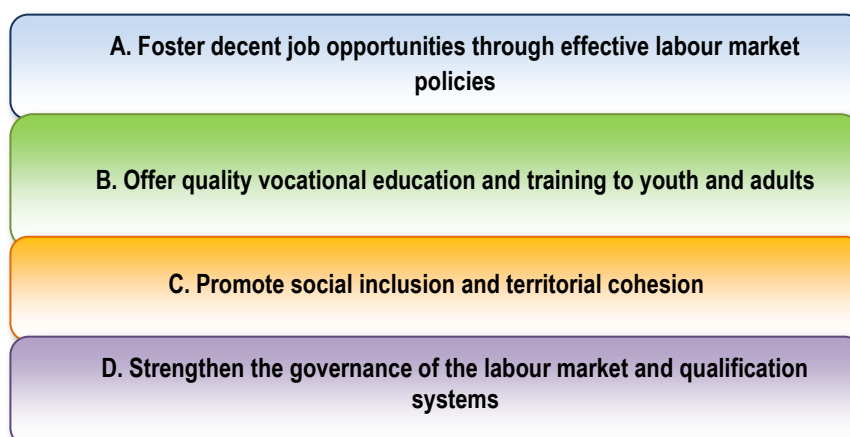 A. Foster decent job opportunities through effective labour market
policies
B. Offer quality vocational education and training to youth and adults
C. Promote social inclusion and territorial cohesion
D. Strengthen the governance of the labour market and qualification
systems